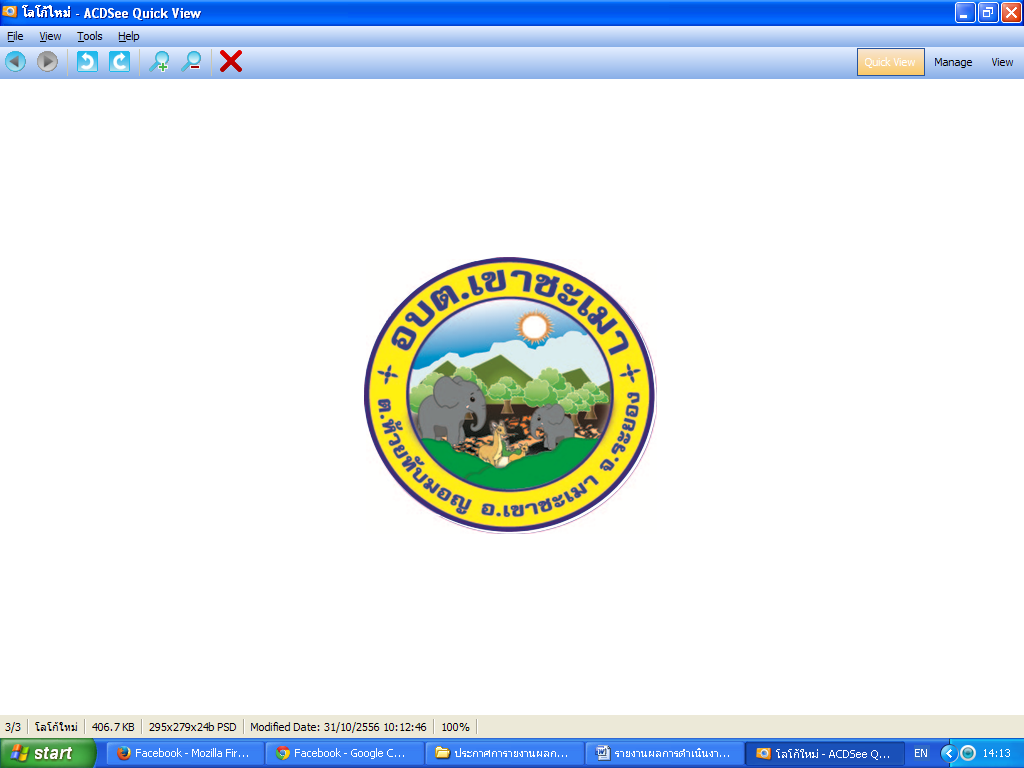 โลโก้ใหม่ - ACDSee Quick View
File View Tools Help
Quick View Manage View
อบต.เขาชะเมา
ต.ห้วยทับมอญ อ.เขาชะเมา จ.ระยอง
3/3 โลโก้ใหม่ 406.7 KB 295x279x24b PSD Modified Date: 31/10/2556 10:12:46 100%
start Facebook - Mozilla Fir... Facebook - Google C... ประกาศการายงานผลก... รายงานผลการดำเนินงา... โลโก้ใหม่ - ACDSee Q... EN 14:13